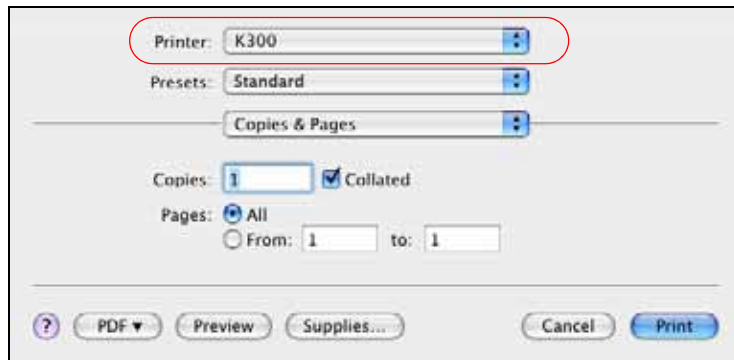 Printer: K300
Presets: Standard
Copies & Pages
Copies: 1 Collated
Pages: All
From: 1 to: 1
? PDF ▼ Preview Supplies... Cancel Print